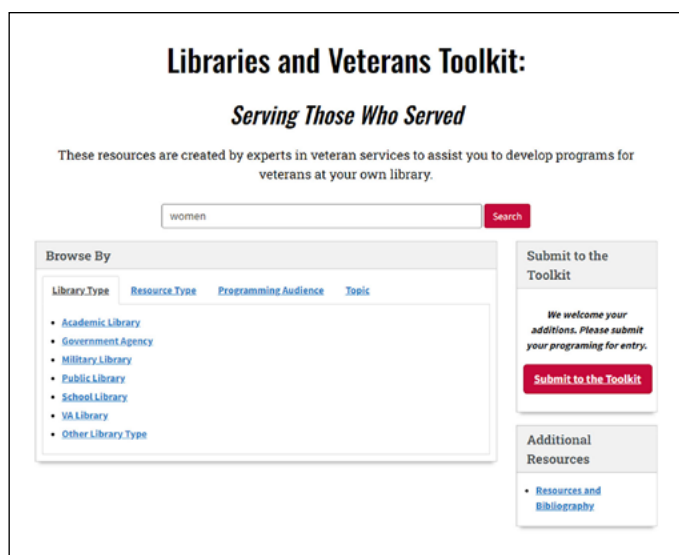 Libraries and Veterans Toolkit:
Serving Those Who Served
These resources are created by experts in veteran services to assist you to develop programs for
veterans at your own library.
women
Search
Browse By
Library Type
Resource Type
Programming Audience
Topic
Academic Library
Government Agency
Military Library
Public Library
School Library
VA Library
Other Library Type
Submit to the
Toolkit
We welcome your
additions. Please submit
your programing for entry.
Submit to the Toolkit
Additional
Resources
Resources and
Bibliography